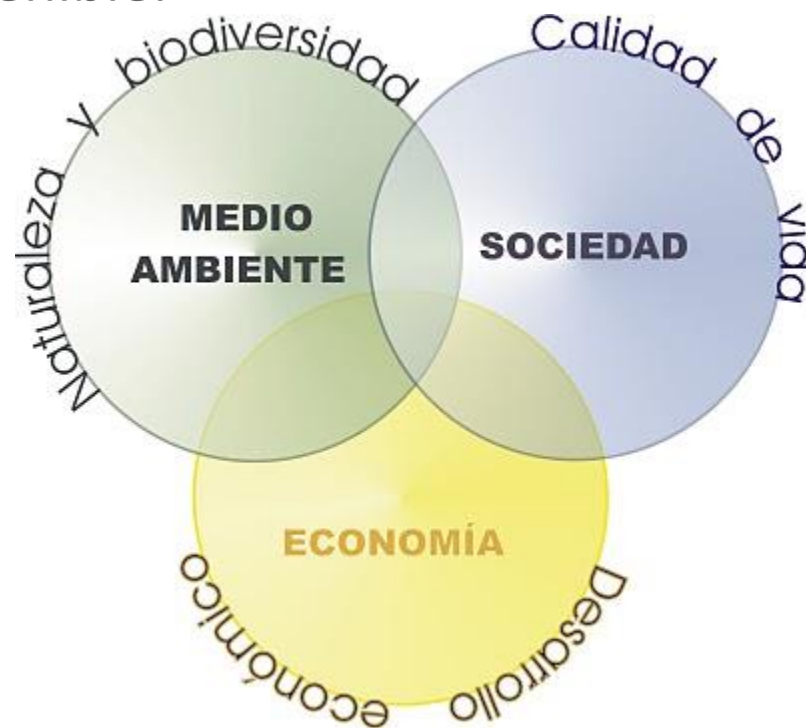 Naturaleza y biodiversidad
Calidad de vida
MEDIO
AMBIENTE
SOCIEDAD
ECONOMÍA
Desarrollo económico